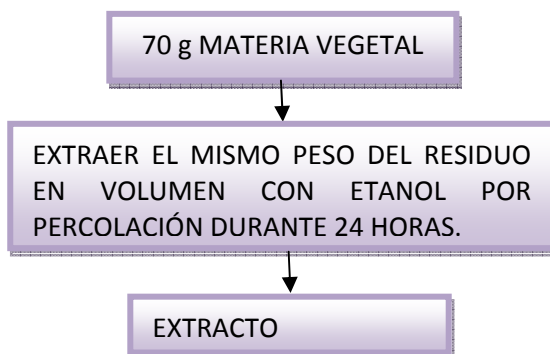 70 g MATERIA VEGETAL
EXTRAER EL MISMO PESO DEL RESIDUO
EN VOLUMEN CON ETANOL POR
PERCOLACIÓN DURANTE 24 HORAS.
EXTRACTO